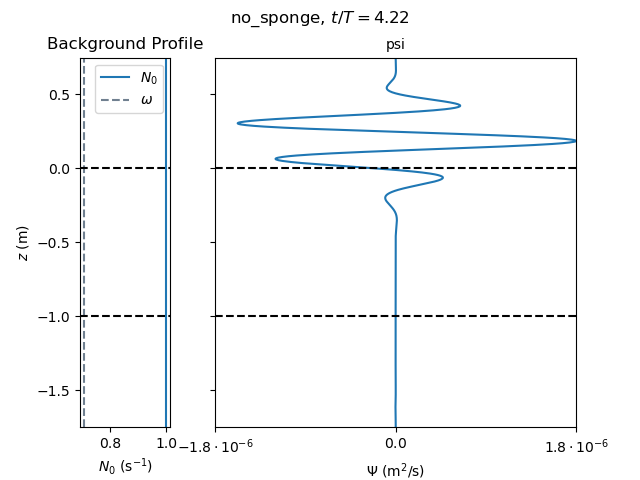 no_sponge, t/T = 4.22
Background Profile
psi
N₀
ω
0.5
0.0
−0.5
−1.0
−1.5
z (m)
0.8
1.0
N₀ (s⁻¹)
−1.8 · 10⁻⁶
0.0
1.8 · 10⁻⁶
Ψ (m²/s)